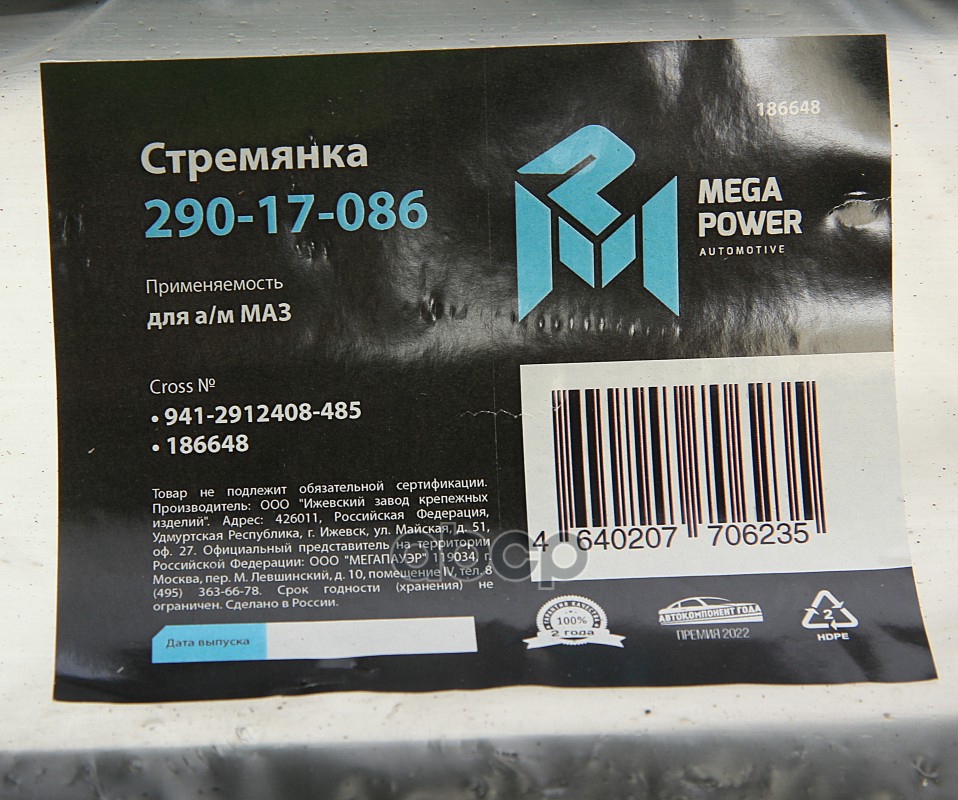 186648
Стремянка
290-17-086
MEGA
POWER
AUTOMOTIVE
Применяемость
для а/м МАЗ
Cross №
• 941-2912408-485
• 186648
Товар не подлежит обязательной сертификации.
Производитель: ООО "Ижевский завод крепежных
изделий". Адрес: 426011, Российская Федерация,
Удмуртская Республика, г. Ижевск, ул. Майская, д. 51,
оф. 27. Официальный представитель на территории
Российской Федерации: ООО "МЕГАПАУЭР" 119034, г.
Москва, пер. М. Левшинский, д. 10, помещение IV, тел. 8
(495) 363-66-78. Срок годности (хранения) не
ограничен. Сделано в России.
4 640207 706235
Дата выпуска
ГАРАНТИЯ КАЧЕСТВА
100%
2 года
АВТОКОМПОНЕНТ ГОДА
ПРЕМИЯ 2022
2
HDPE
abcp